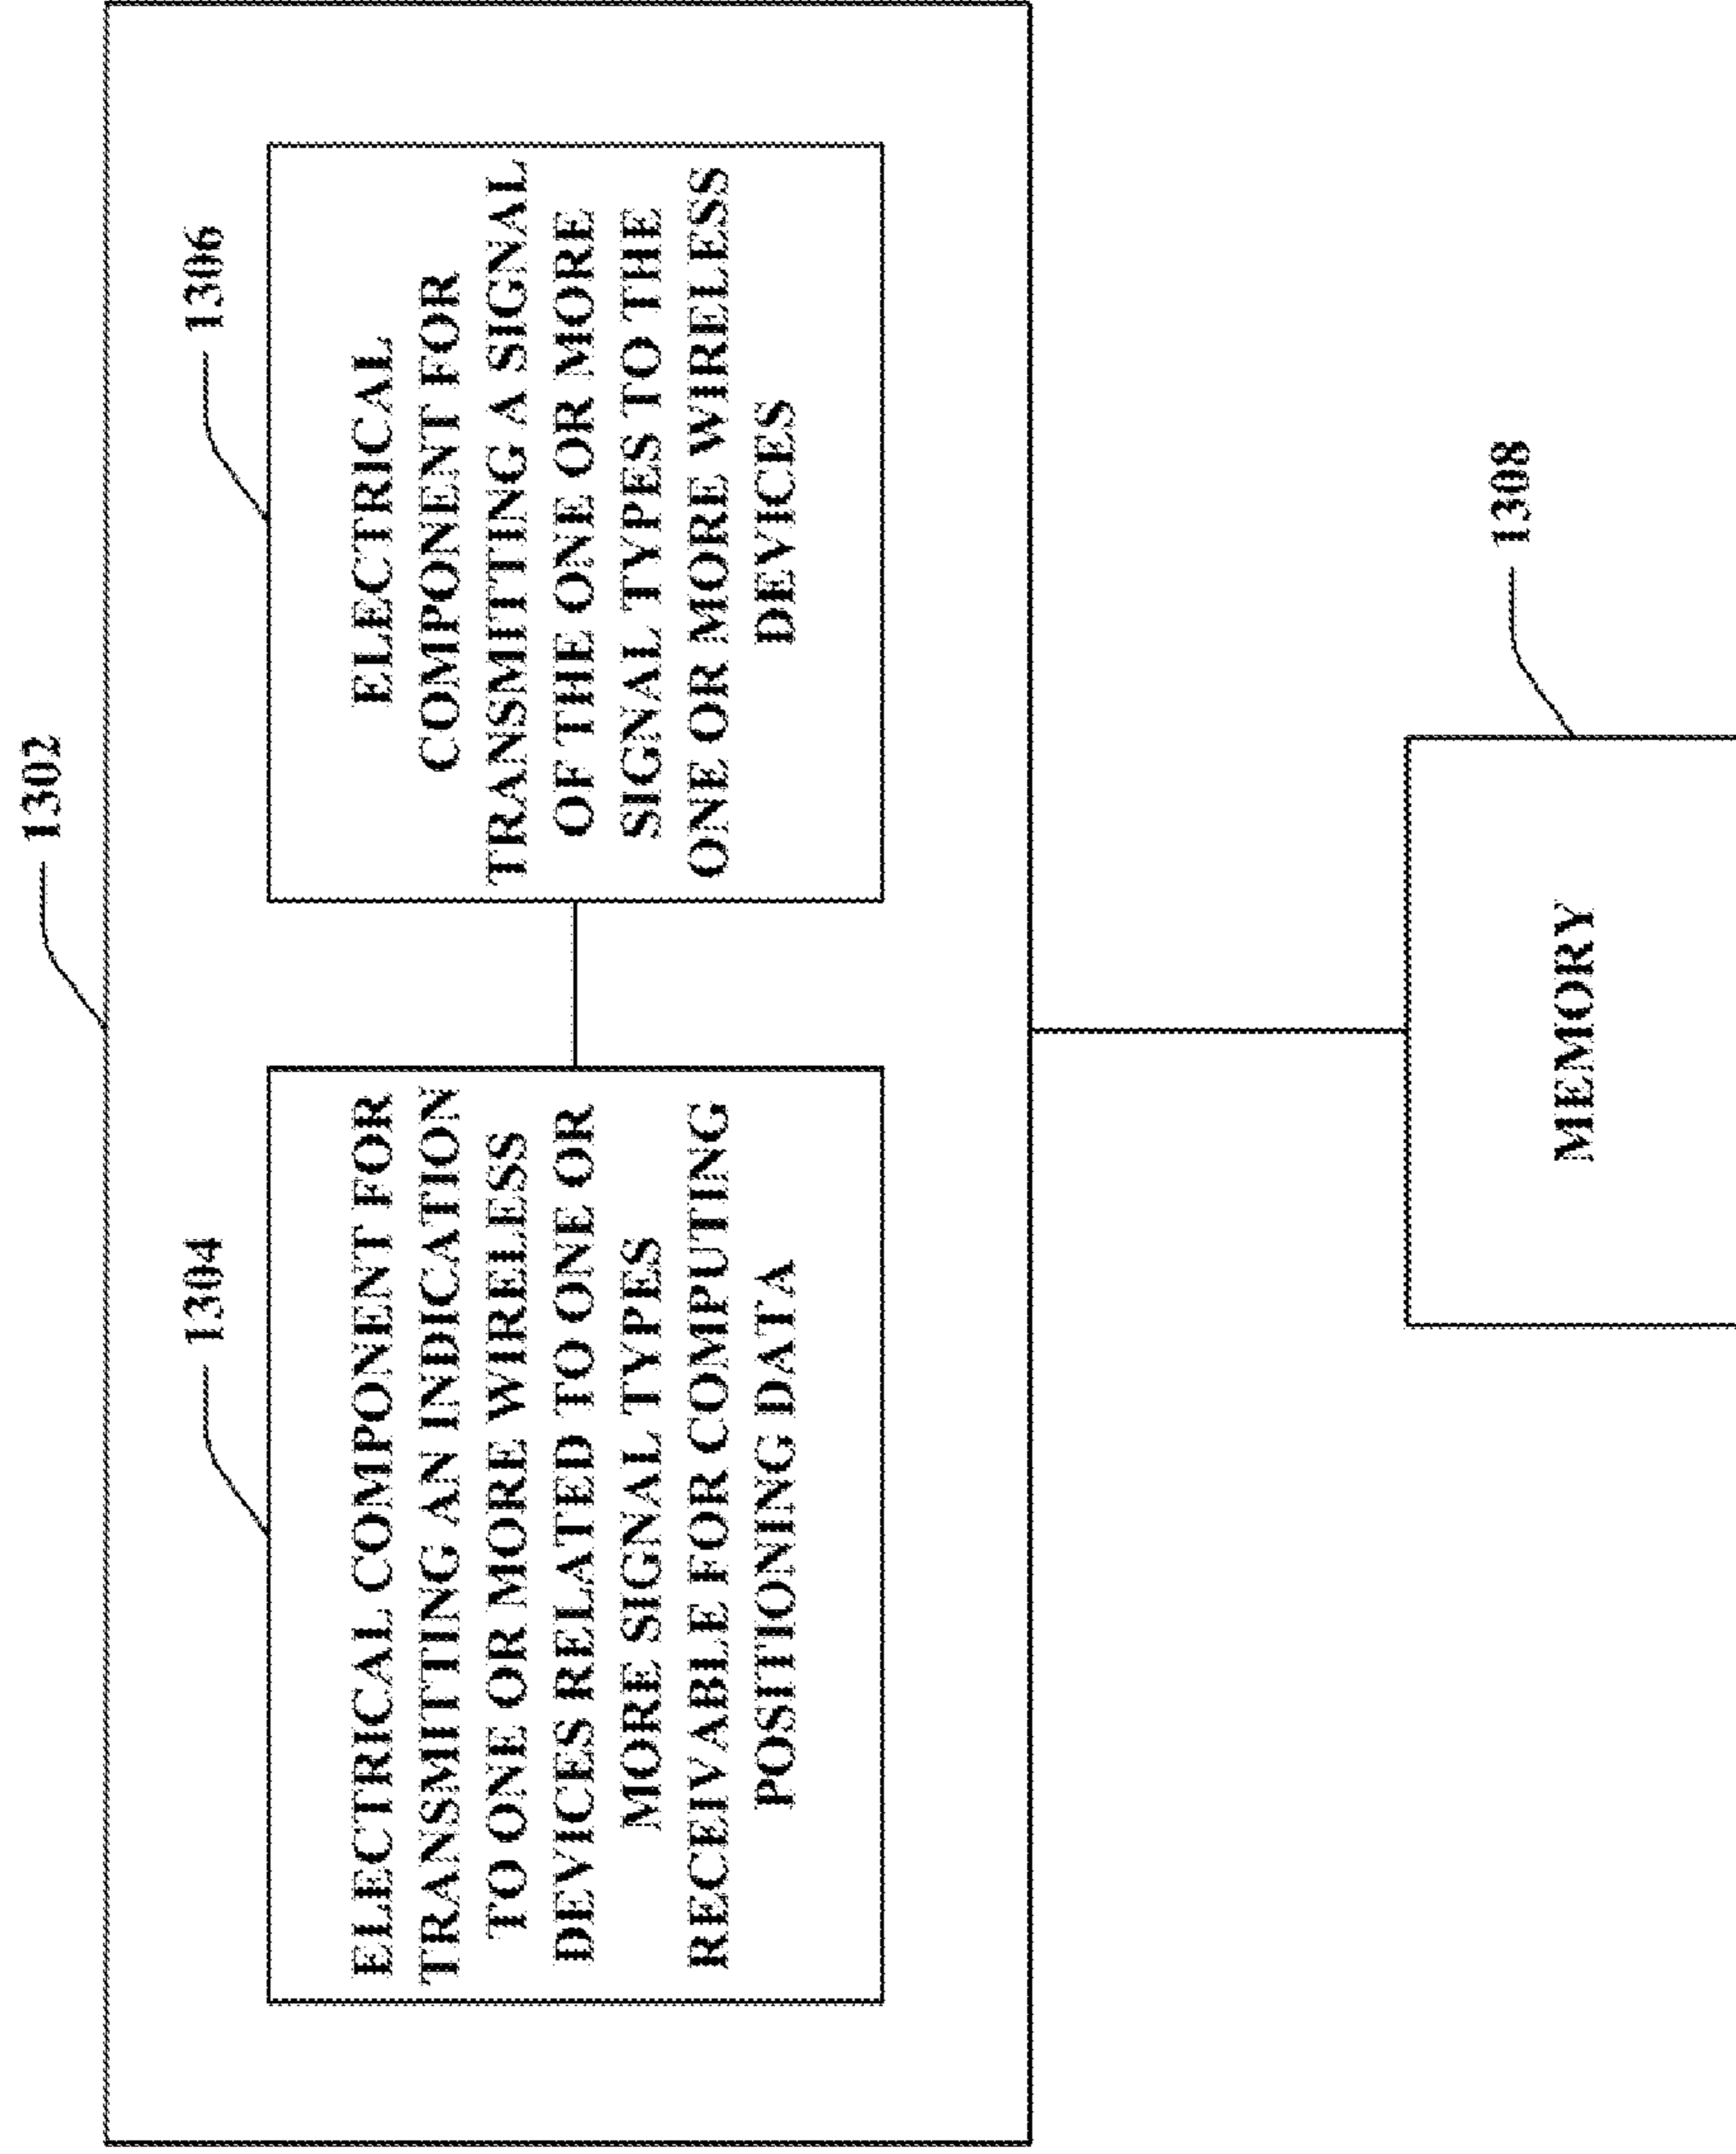 1302
1304
ELECTRICAL COMPONENT FOR
TRANSMITTING AN INDICATION
TO ONE OR MORE WIRELESS
DEVICES RELATED TO ONE OR
MORE SIGNAL TYPES
RECEIVABLE FOR COMPUTING
POSITIONING DATA
1306
ELECTRICAL
COMPONENT FOR
TRANSMITTING A SIGNAL
OF THE ONE OR MORE
SIGNAL TYPES TO THE
ONE OR MORE WIRELESS
DEVICES
1308
MEMORY